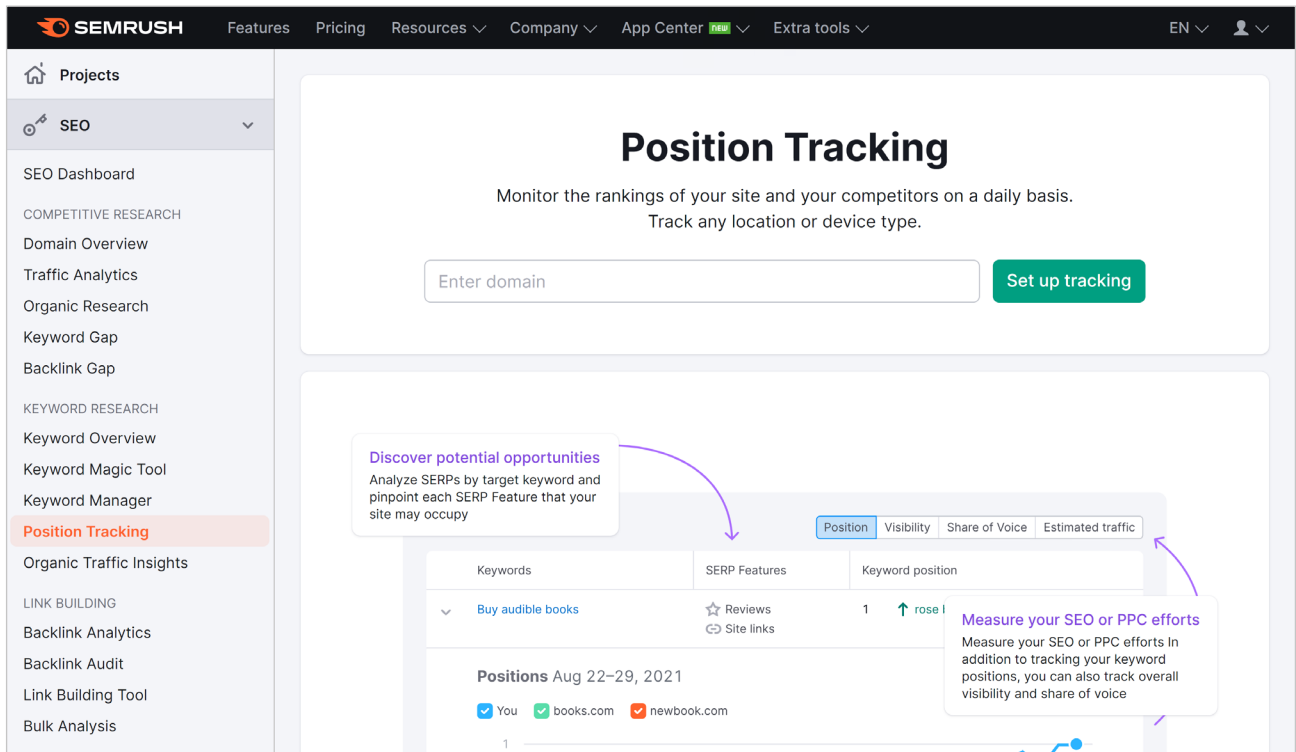 SEMRUSH Features Pricing Resources Company App Center NEW Extra tools EN
Projects
SEO
SEO Dashboard
COMPETITIVE RESEARCH
Domain Overview
Traffic Analytics
Organic Research
Keyword Gap
Backlink Gap
KEYWORD RESEARCH
Keyword Overview
Keyword Magic Tool
Keyword Manager
Position Tracking
Organic Traffic Insights
LINK BUILDING
Backlink Analytics
Backlink Audit
Link Building Tool
Bulk Analysis
Position Tracking
Monitor the rankings of your site and your competitors on a daily basis.
Track any location or device type.
Enter domain Set up tracking
Discover potential opportunities
Analyze SERPs by target keyword and
pinpoint each SERP Feature that your
site may occupy
Position Visibility Share of Voice Estimated traffic
Keywords SERP Features Keyword position
Buy audible books Reviews 1 rose
Site links
Measure your SEO or PPC efforts
Measure your SEO or PPC efforts In
addition to tracking your keyword
positions, you can also track overall
visibility and share of voice
Positions Aug 22–29, 2021
You books.com newbook.com
1